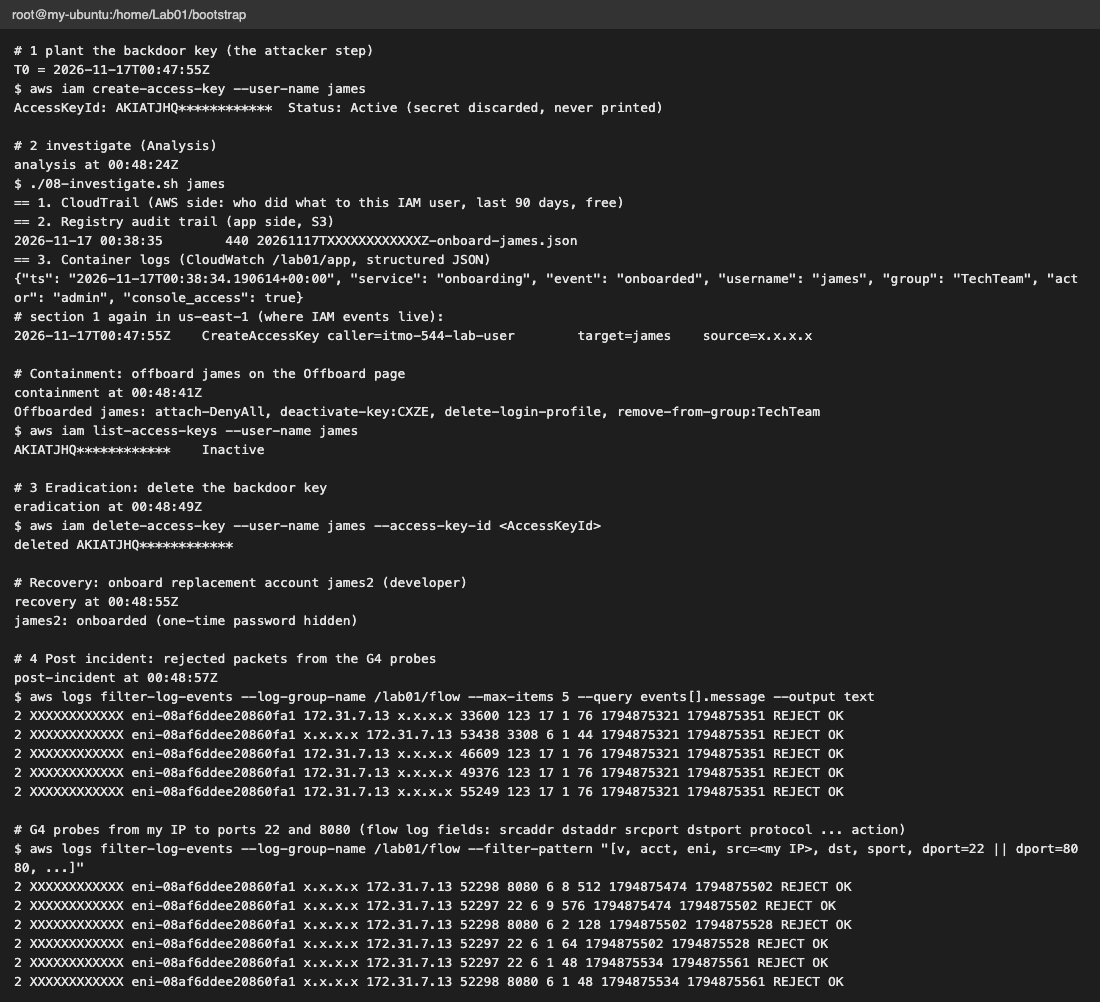 root@my-ubuntu:/home/Lab01/bootstrap
# 1 plant the backdoor key (the attacker step)
T0 = 2026-11-17T00:47:55Z
$ aws iam create-access-key --user-name james
AccessKeyId: AKIATJHQ************  Status: Active (secret discarded, never printed)
# 2 investigate (Analysis)
analysis at 00:48:24Z
$ ./08-investigate.sh james
== 1. CloudTrail (AWS side: who did what to this IAM user, last 90 days, free)
== 2. Registry audit trail (app side, S3)
2026-11-17 00:38:35        440 20261117TXXXXXXXXXXXXZ-onboard-james.json
== 3. Container logs (CloudWatch /lab01/app, structured JSON)
{"ts": "2026-11-17T00:38:34.190614+00:00", "service": "onboarding", "event": "onboarded", "username": "james", "group": "TechTeam", "act
or": "admin", "console_access": true}
# section 1 again in us-east-1 (where IAM events live):
2026-11-17T00:47:55Z    CreateAccessKey caller=itmo-544-lab-user        target=james    source=x.x.x.x
# Containment: offboard james on the Offboard page
containment at 00:48:41Z
Offboarded james: attach-DenyAll, deactivate-key:CXZE, delete-login-profile, remove-from-group:TechTeam
$ aws iam list-access-keys --user-name james
AKIATJHQ************    Inactive
# 3 Eradication: delete the backdoor key
eradication at 00:48:49Z
$ aws iam delete-access-key --user-name james --access-key-id <AccessKeyId>
deleted AKIATJHQ************
# Recovery: onboard replacement account james2 (developer)
recovery at 00:48:55Z
james2: onboarded (one-time password hidden)
# 4 Post incident: rejected packets from the G4 probes
post-incident at 00:48:57Z
$ aws logs filter-log-events --log-group-name /lab01/flow --max-items 5 --query events[].message --output text
2 XXXXXXXXXXXX eni-08af6ddee20860fa1 172.31.7.13 x.x.x.x 33600 123 17 1 76 1794875321 1794875351 REJECT OK
2 XXXXXXXXXXXX eni-08af6ddee20860fa1 x.x.x.x 172.31.7.13 53438 3308 6 1 44 1794875321 1794875351 REJECT OK
2 XXXXXXXXXXXX eni-08af6ddee20860fa1 172.31.7.13 x.x.x.x 46609 123 17 1 76 1794875321 1794875351 REJECT OK
2 XXXXXXXXXXXX eni-08af6ddee20860fa1 172.31.7.13 x.x.x.x 49376 123 17 1 76 1794875321 1794875351 REJECT OK
2 XXXXXXXXXXXX eni-08af6ddee20860fa1 172.31.7.13 x.x.x.x 55249 123 17 1 76 1794875321 1794875351 REJECT OK
# G4 probes from my IP to ports 22 and 8080 (flow log fields: srcaddr dstaddr srcport dstport protocol ... action)
$ aws logs filter-log-events --log-group-name /lab01/flow --filter-pattern "[v, acct, eni, src=<my IP>, dst, sport, dport=22 || dport=80
80, ...]"
2 XXXXXXXXXXXX eni-08af6ddee20860fa1 x.x.x.x 172.31.7.13 52298 8080 6 8 512 1794875474 1794875502 REJECT OK
2 XXXXXXXXXXXX eni-08af6ddee20860fa1 x.x.x.x 172.31.7.13 52297 22 6 9 576 1794875474 1794875502 REJECT OK
2 XXXXXXXXXXXX eni-08af6ddee20860fa1 x.x.x.x 172.31.7.13 52298 8080 6 2 128 1794875502 1794875528 REJECT OK
2 XXXXXXXXXXXX eni-08af6ddee20860fa1 x.x.x.x 172.31.7.13 52297 22 6 1 64 1794875502 1794875528 REJECT OK
2 XXXXXXXXXXXX eni-08af6ddee20860fa1 x.x.x.x 172.31.7.13 52297 22 6 1 48 1794875534 1794875561 REJECT OK
2 XXXXXXXXXXXX eni-08af6ddee20860fa1 x.x.x.x 172.31.7.13 52298 8080 6 1 48 1794875534 1794875561 REJECT OK